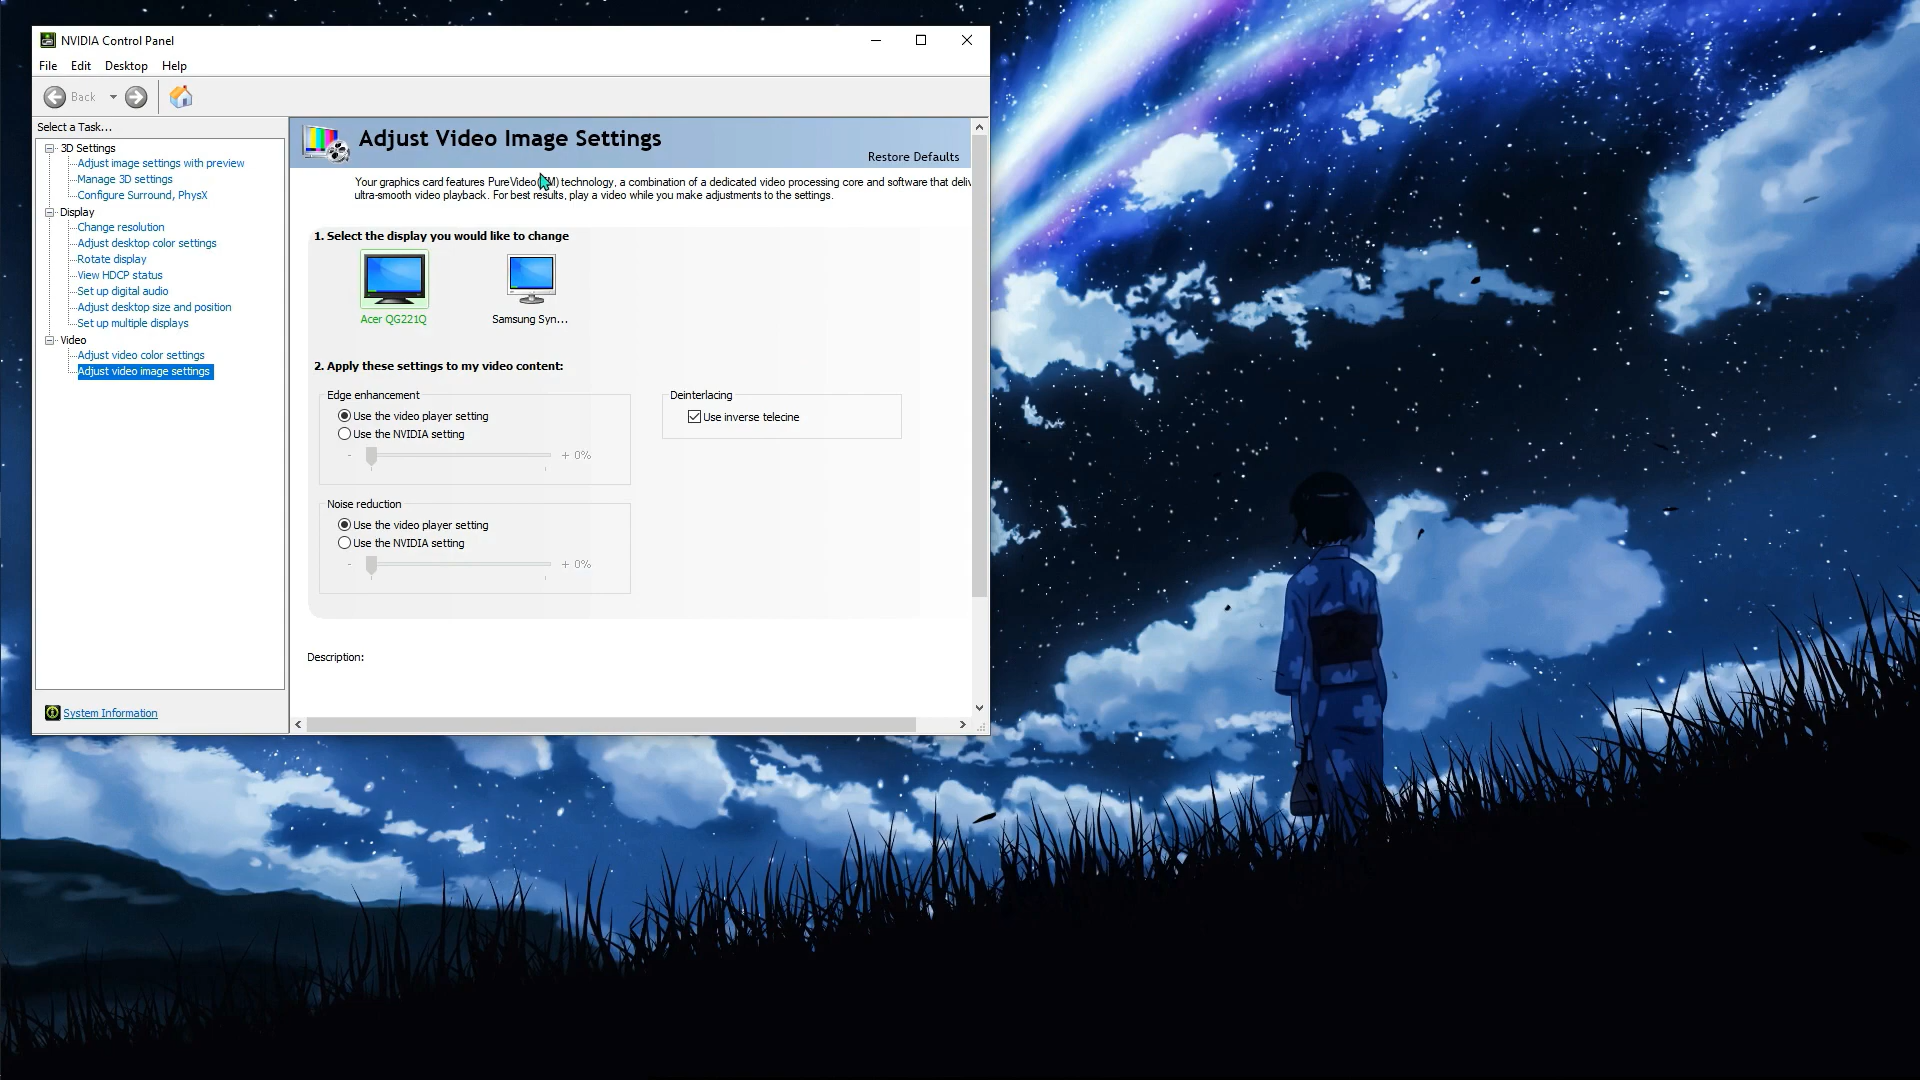 NVIDIA Control Panel
File Edit Desktop Help
Back
Select a Task...
3D Settings
Adjust image settings with preview
Manage 3D settings
Configure Surround, PhysX
Display
Change resolution
Adjust desktop color settings
Rotate display
View HDCP status
Set up digital audio
Adjust desktop size and position
Set up multiple displays
Video
Adjust video color settings
Adjust video image settings
System Information
Adjust Video Image Settings
Restore Defaults
Your graphics card features PureVideo( M) technology, a combination of a dedicated video processing core and software that deliv
ultra-smooth video playback. For best results, play a video while you make adjustments to the settings.
1. Select the display you would like to change
Acer QG221Q
Samsung Syn...
2. Apply these settings to my video content:
Edge enhancement
Use the video player setting
Use the NVIDIA setting
- + 0%
Deinterlacing
Use inverse telecine
Noise reduction
Use the video player setting
Use the NVIDIA setting
- + 0%
Description: